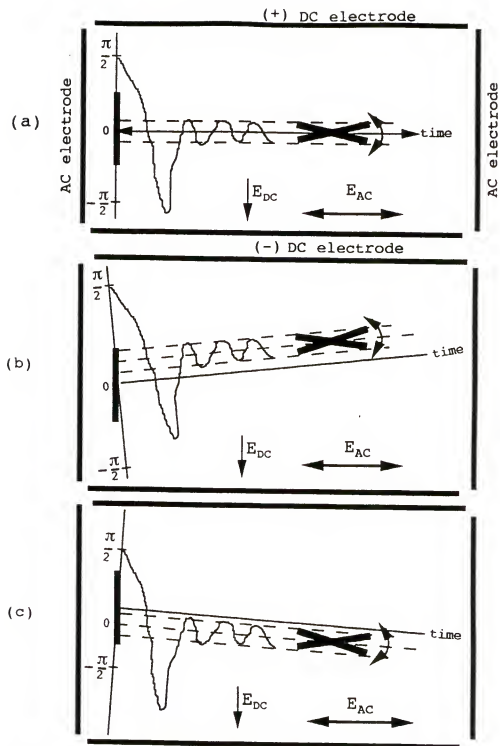 (+) DC electrode
π/2
AC electrode
(a)
0
time
AC electrode
-π/2
E_DC
E_AC
(-) DC electrode
π/2
(b)
time
0
E_DC
E_AC
-π/2
π/2
(c)
0
time
-π/2
E_DC
E_AC